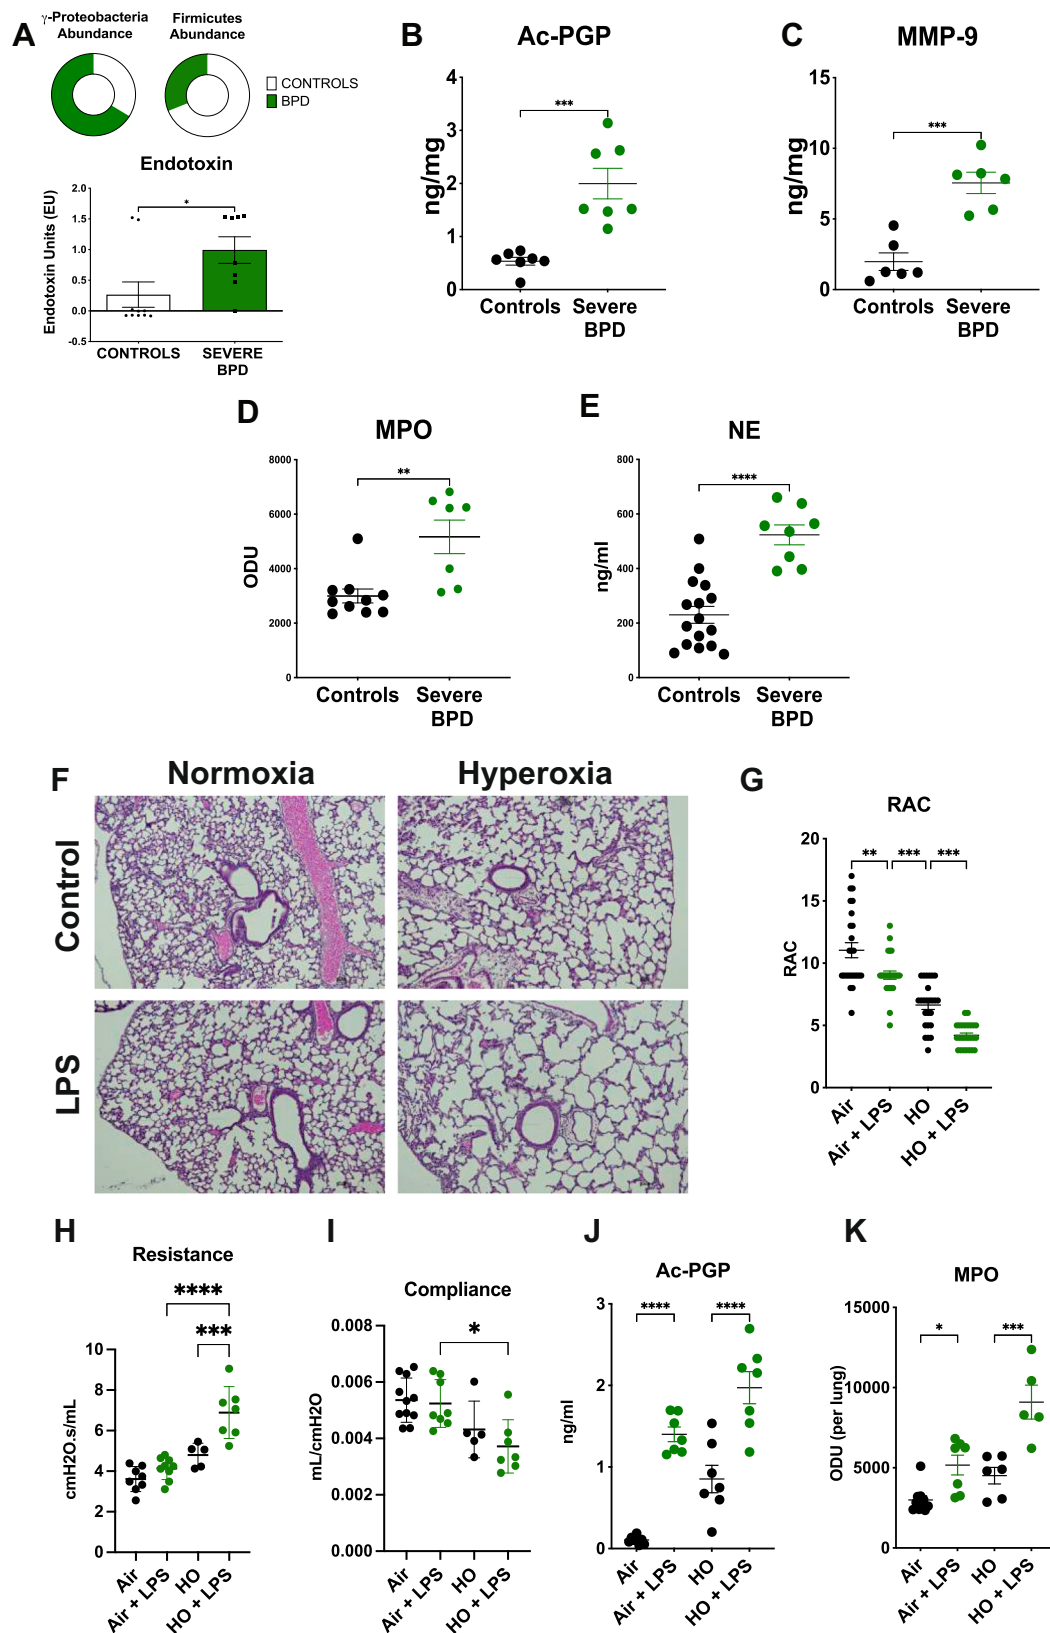 A
γ-Proteobacteria
Abundance
Firmicutes
Abundance
CONTROLS
BPD
Endotoxin
Endotoxin Units (EU)
2.0
1.5
1.0
0.5
0.0
-0.5
*
CONTROLS
SEVERE
BPD
B
Ac-PGP
ng/mg
4
3
2
1
0
***
Controls
Severe
BPD
C
MMP-9
ng/mg
15
10
5
0
***
Controls
Severe
BPD
D
MPO
ODU
8000
6000
4000
2000
0
**
Controls
Severe
BPD
E
NE
ng/ml
800
600
400
200
0
****
Controls
Severe
BPD
F
Normoxia
Hyperoxia
Control
LPS
G
RAC
RAC
20
15
10
5
0
** *** ***
Air
Air + LPS
HO
HO + LPS
H
Resistance
cmH2O.s/mL
10
8
6
4
2
0
****
***
Air
Air + LPS
HO
HO + LPS
I
Compliance
mL/cmH2O
0.008
0.006
0.004
0.002
0.000
*
Air
Air + LPS
HO
HO + LPS
J
Ac-PGP
ng/ml
3
2
1
0
**** ****
Air
Air + LPS
HO
HO + LPS
K
MPO
ODU (per lung)
15000
10000
5000
0
* ***
Air
Air + LPS
HO
HO + LPS